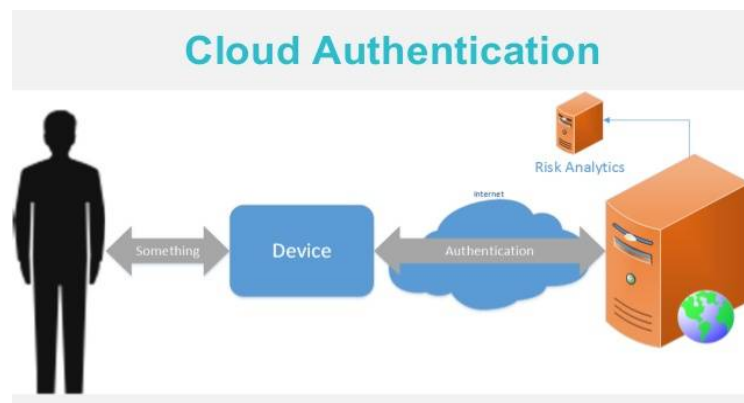 Cloud Authentication
Risk Analytics
Internet
Something
Device
Authentication